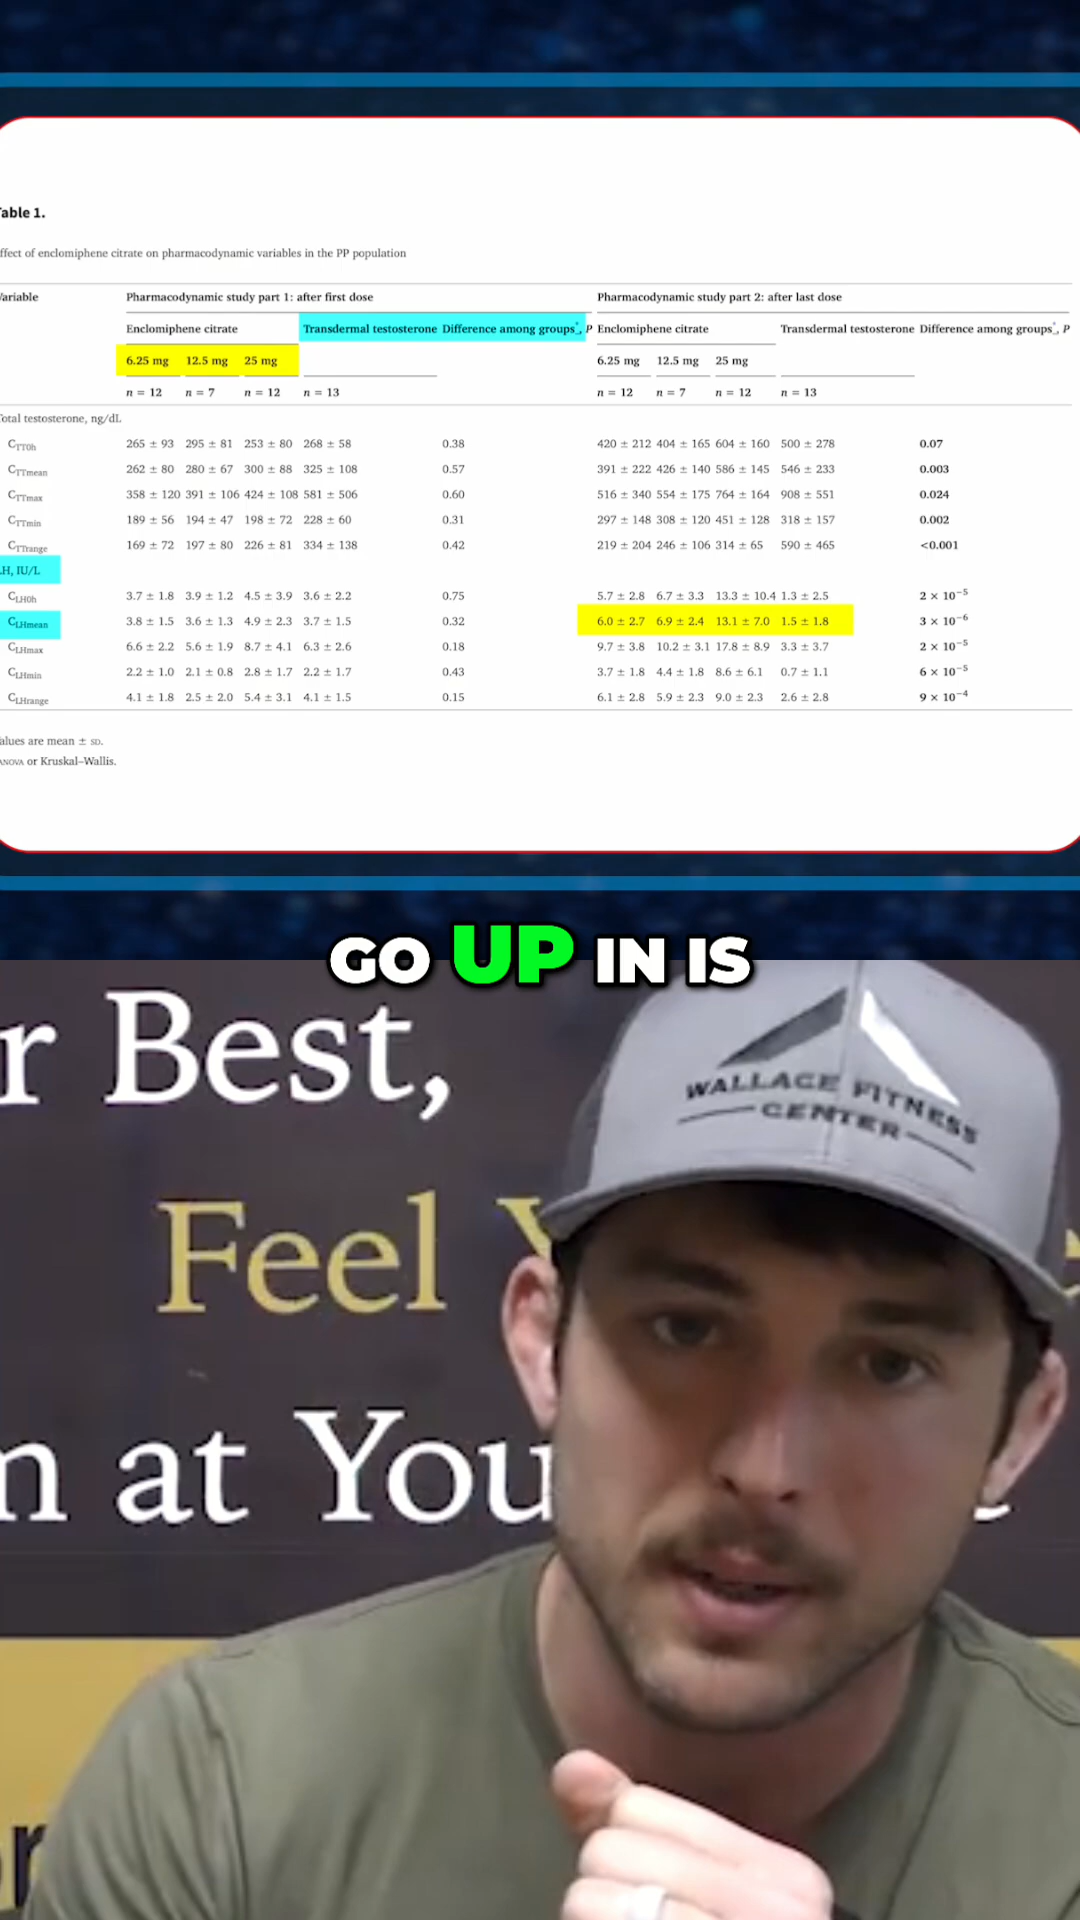 able 1.
ffect of enclomiphene citrate on pharmacodynamic variables in the PP population
ariable Pharmacodynamic study part 1: after first dose Pharmacodynamic study part 2: after last dose
Enclomiphene citrate Transdermal testosterone Difference among groups*, P Enclomiphene citrate Transdermal testosterone Difference among groups*, P
6.25 mg 12.5 mg 25 mg 6.25 mg 12.5 mg 25 mg
n = 12 n = 7 n = 12 n = 13 n = 12 n = 7 n = 12 n = 13
otal testosterone, ng/dL
CTT0h 265 ± 93 295 ± 81 253 ± 80 268 ± 58 0.38 420 ± 212 404 ± 165 604 ± 160 500 ± 278 0.07
CTTmean 262 ± 80 280 ± 67 300 ± 88 325 ± 108 0.57 391 ± 222 426 ± 140 586 ± 145 546 ± 233 0.003
CTTmax 358 ± 120 391 ± 106 424 ± 108 581 ± 506 0.60 516 ± 340 554 ± 175 764 ± 164 908 ± 551 0.024
CTTmin 189 ± 56 194 ± 47 198 ± 72 228 ± 60 0.31 297 ± 148 308 ± 120 451 ± 128 318 ± 157 0.002
CTTrange 169 ± 72 197 ± 80 226 ± 81 334 ± 138 0.42 219 ± 204 246 ± 106 314 ± 65 590 ± 465 <0.001
H, IU/L
CLH0h 3.7 ± 1.8 3.9 ± 1.2 4.5 ± 3.9 3.6 ± 2.2 0.75 5.7 ± 2.8 6.7 ± 3.3 13.3 ± 10.4 1.3 ± 2.5 2 × 10⁻⁵
CLHmean 3.8 ± 1.5 3.6 ± 1.3 4.9 ± 2.3 3.7 ± 1.5 0.32 6.0 ± 2.7 6.9 ± 2.4 13.1 ± 7.0 1.5 ± 1.8 3 × 10⁻⁶
CLHmax 6.6 ± 2.2 5.6 ± 1.9 8.7 ± 4.1 6.3 ± 2.6 0.18 9.7 ± 3.8 10.2 ± 3.1 17.8 ± 8.9 3.3 ± 3.7 2 × 10⁻⁵
CLHmin 2.2 ± 1.0 2.1 ± 0.8 2.8 ± 1.7 2.2 ± 1.7 0.43 3.7 ± 1.8 4.4 ± 1.8 8.6 ± 6.1 0.7 ± 1.1 6 × 10⁻⁵
CLHrange 4.1 ± 1.8 2.5 ± 2.0 5.4 ± 3.1 4.1 ± 1.5 0.15 6.1 ± 2.8 5.9 ± 2.3 9.0 ± 2.3 2.6 ± 2.8 9 × 10⁻⁴
alues are mean ± SD.
ANOVA or Kruskal–Wallis.
GO UP IN IS
r Best,
WALLACE FITNESS
CENTER
Feel Y
m at You